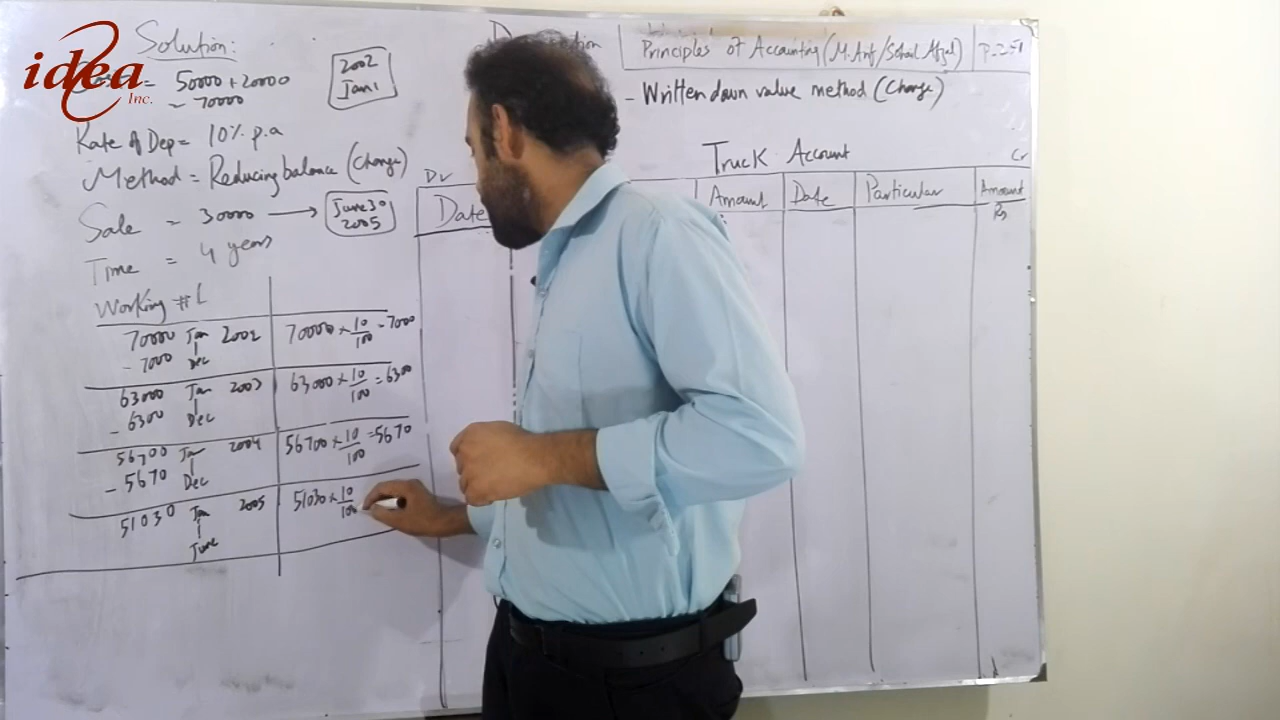 idea
Inc.
Solution:
= 50000 + 20000
= 70000
2002
Jan 1
Rate of Dep = 10% p.a
Method = Reducing balance (Change)
Sale = 30000 → June 30 2005
Time = 4 years
Working # 1
70000 Jan 2002 70000 × 10/100 = 7000
- 7000 Dec
63000 Jan 2003 63000 × 10/100 = 6300
- 6300 Dec
56700 Jan 2004 56700 × 10/100 = 5670
- 5670 Dec
51030 Jan 2005 51030 × 10/100
June
Principles of Accounting (M. Arif/Sohail Afzal) P-251
- Written down value method (Change)
Truck Account
Dr Cr
Date Amount Date Particular Amount
Rs